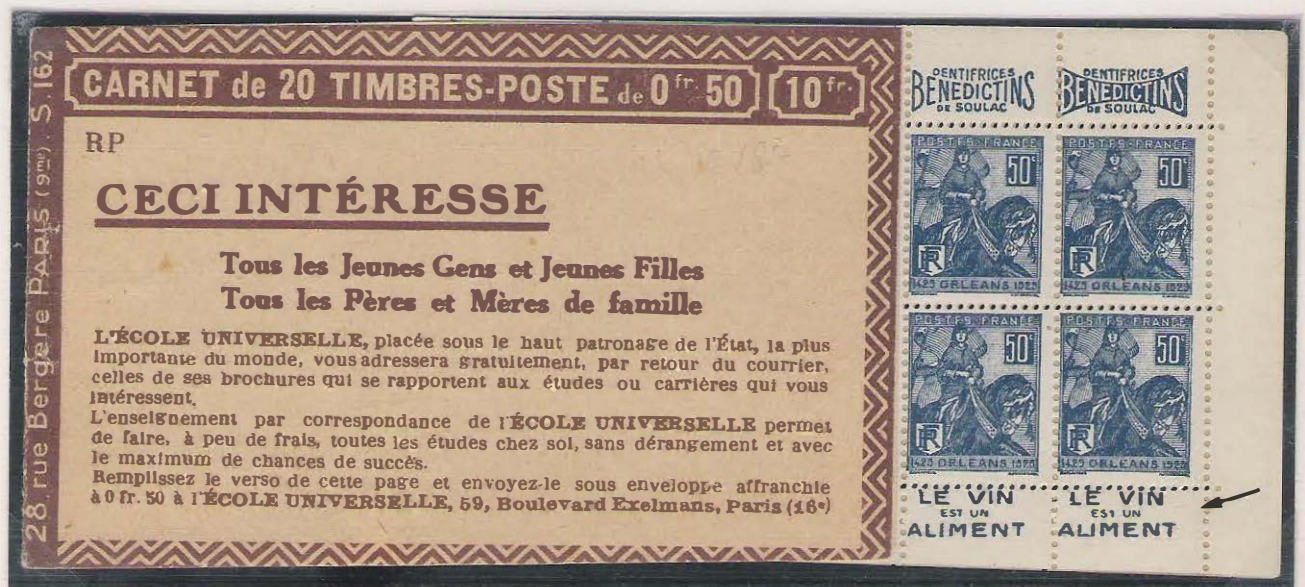 28. rue Bergère PARIS (9me) . S. 162
CARNET de 20 TIMBRES-POSTE de 0 fr. 50
10 fr.
RP
CECI INTÉRESSE
Tous les Jeunes Gens et Jeunes Filles
Tous les Pères et Mères de famille
L'ÉCOLE UNIVERSELLE, placée sous le haut patronage de l'État, la plus
importante du monde, vous adressera gratuitement, par retour du courrier,
celles de ses brochures qui se rapportent aux études ou carrières qui vous
intéressent.
L'enseignement par correspondance de l'ÉCOLE UNIVERSELLE permet
de faire, à peu de frais, toutes les études chez soi, sans dérangement et avec
le maximum de chances de succès.
Remplissez le verso de cette page et envoyez-le sous enveloppe affranchie
à 0 fr. 50 à l'ÉCOLE UNIVERSELLE, 59, Boulevard Exelmans, Paris (16e)
DENTIFRICES
BENEDICTINS
DE SOULAC
DENTIFRICES
BENEDICTINS
DE SOULAC
POSTES-FRANCE
50c
RF
1429 ORLEANS 1929
POSTES-FRANCE
50c
RF
1429 ORLEANS 1929
POSTES-FRANCE
50c
RF
1429 ORLEANS 1929
POSTES-FRANCE
50c
RF
1429 ORLEANS 1929
LE VIN
EST UN
ALIMENT
LE VIN
EST UN
ALIMENT